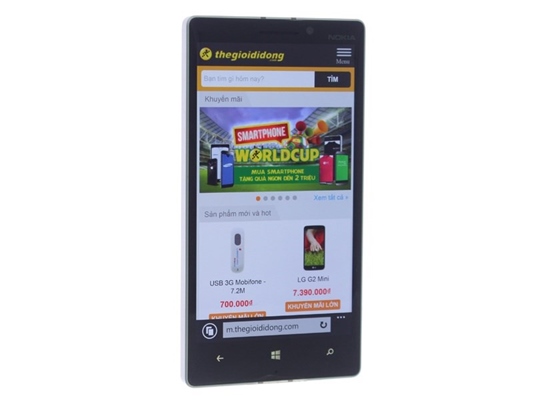 NOKIA
thegioididong
.com
Menu
Bạn tìm gì hôm nay?
TÌM
Khuyến mãi
SMARTPHONE
WORLDCUP
MUA SMARTPHONE
TẶNG QUÀ NGON ĐẾN 2 TRIỆU
Xem tất cả »
Sản phẩm mới và hot
USB 3G Mobifone -
7.2M
700.000₫
KHUYẾN MÃI LỚN
LG G2 Mini
7.390.000₫
KHUYẾN MÃI LỚN
m.thegioididong.com